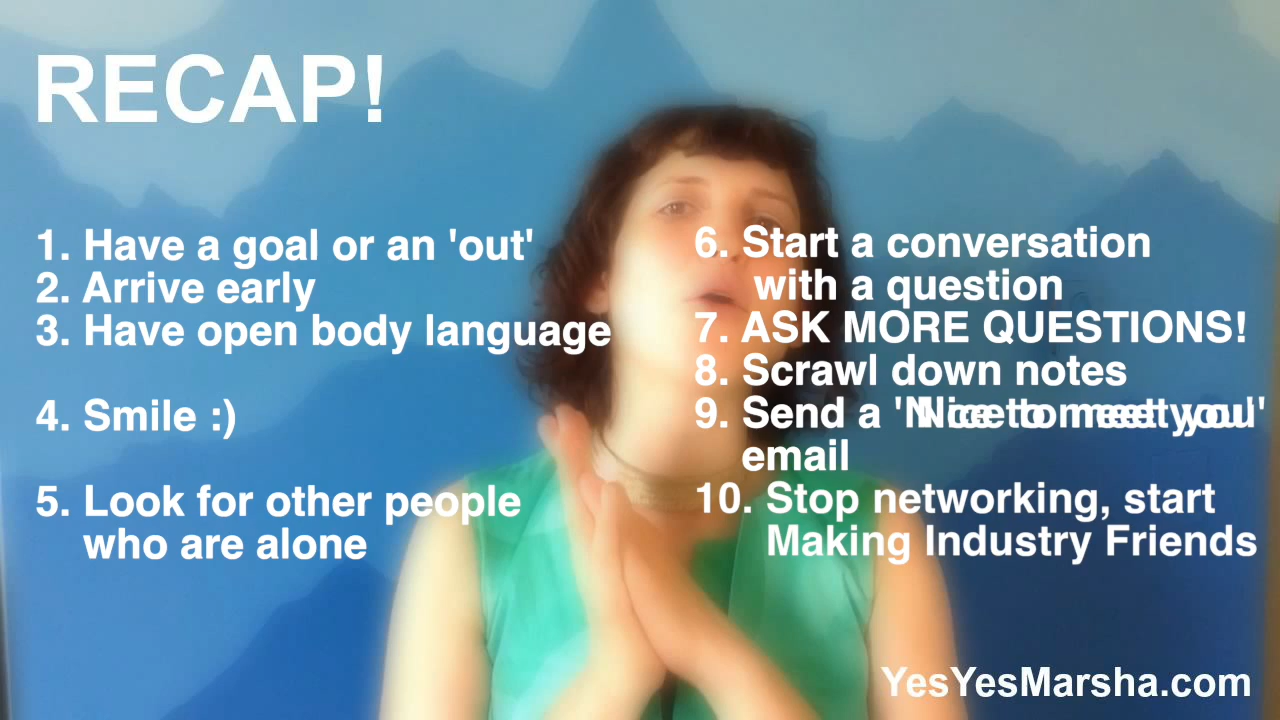 RECAP!
1. Have a goal or an 'out'
2. Arrive early
3. Have open body language
4. Smile :)
5. Look for other people
who are alone
6. Start a conversation
with a question
7. ASK MORE QUESTIONS!
8. Scrawl down notes
9. Send a 'Nice to meet you'
email
10. Stop networking, start
Making Industry Friends
YesYesMarsha.com